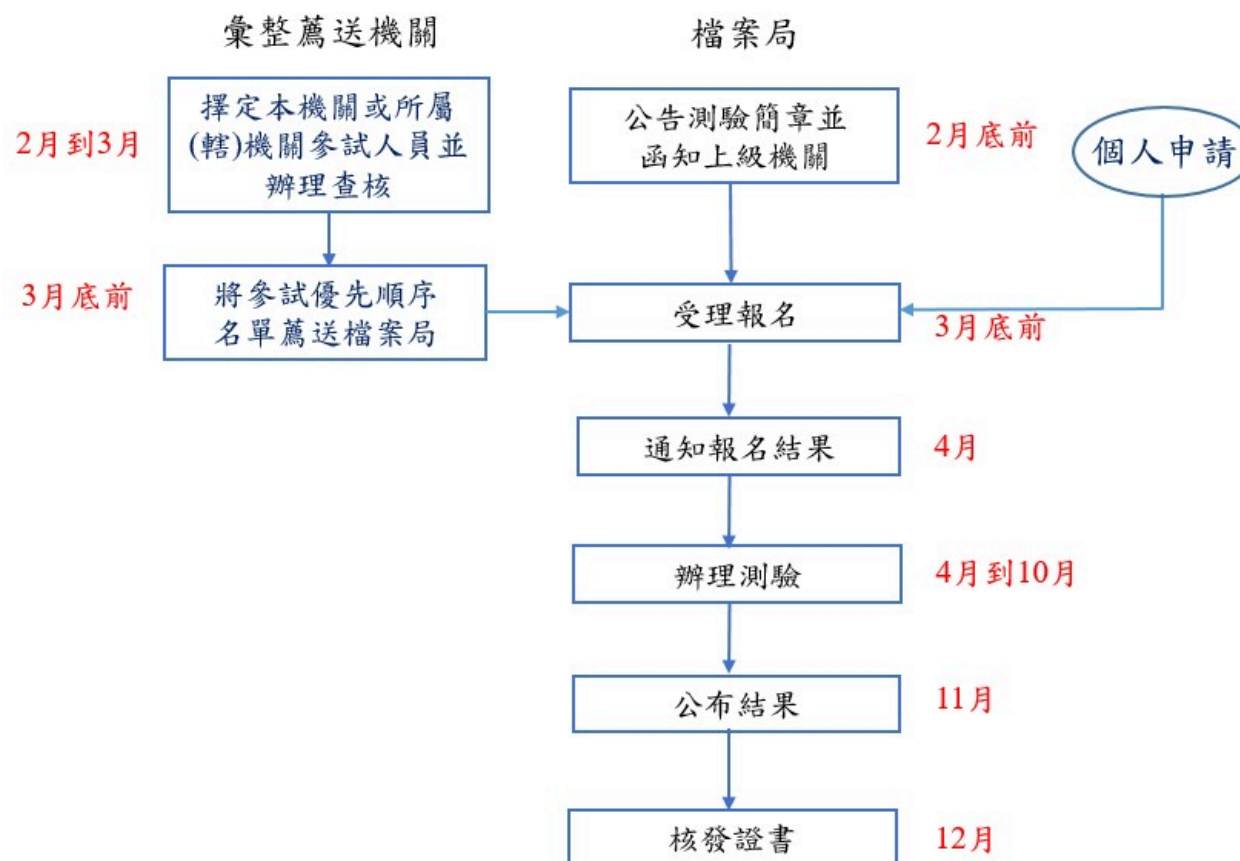 彙整薦送機關
檔案局
2月到3月
擇定本機關或所屬
(轄)機關參試人員並
辦理查核
公告測驗簡章並
函知上級機關
2月底前
個人申請
3月底前
將參試優先順序
名單薦送檔案局
受理報名
3月底前
通知報名結果
4月
辦理測驗
4月到10月
公布結果
11月
核發證書
12月